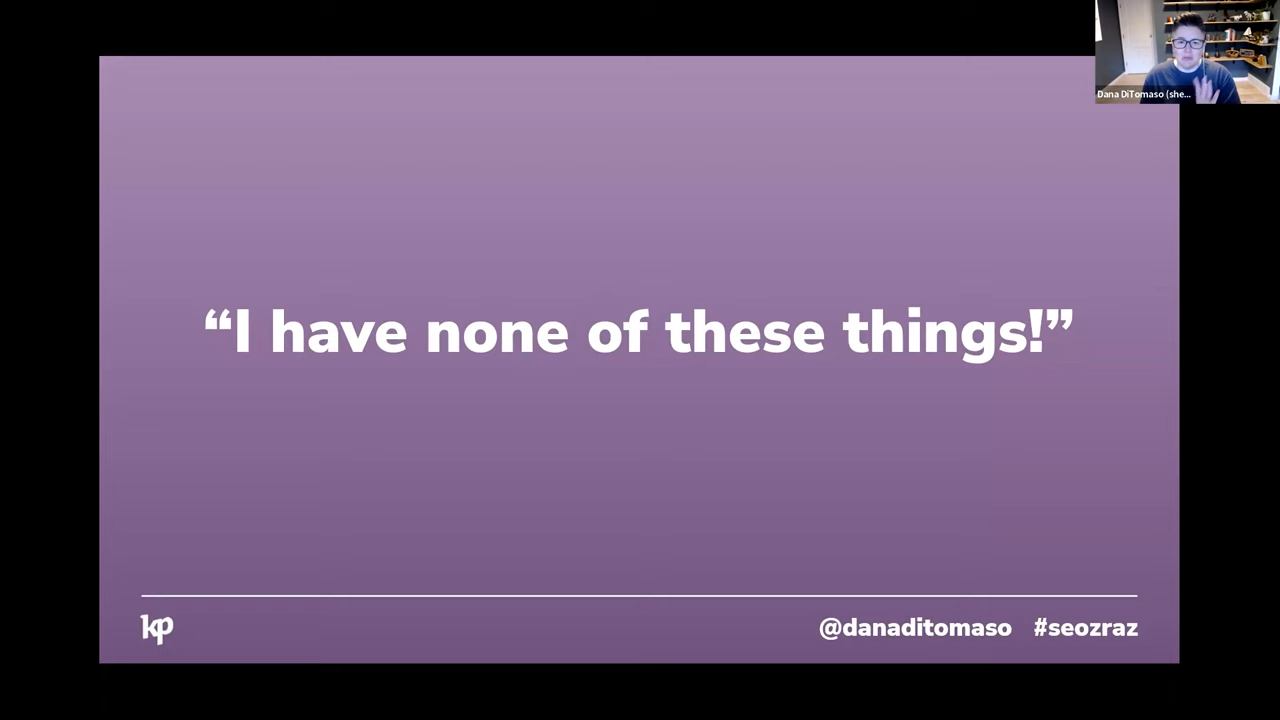 Dana DiTomaso (she...
“I have none of these things!”
kp
@danaditomaso #seozraz